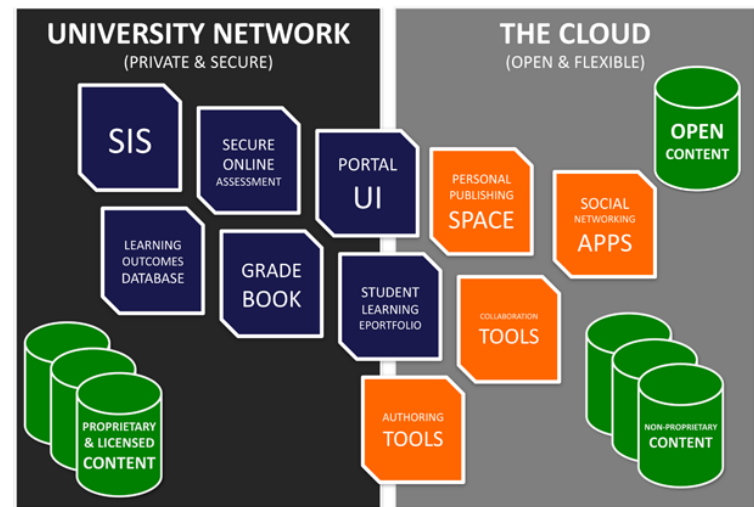 UNIVERSITY NETWORK
(PRIVATE & SECURE)
THE CLOUD
(OPEN & FLEXIBLE)
SIS
SECURE
ONLINE
ASSESSMENT
PORTAL
UI
PERSONAL
PUBLISHING
SPACE
SOCIAL
NETWORKING
APPS
OPEN
CONTENT
LEARNING
OUTCOMES
DATABASE
GRADE
BOOK
STUDENT
LEARNING
EPORTFOLIO
COLLABORATION
TOOLS
AUTHORING
TOOLS
PROPRIETARY
& LICENSED
CONTENT
NON-PROPRIETARY
CONTENT